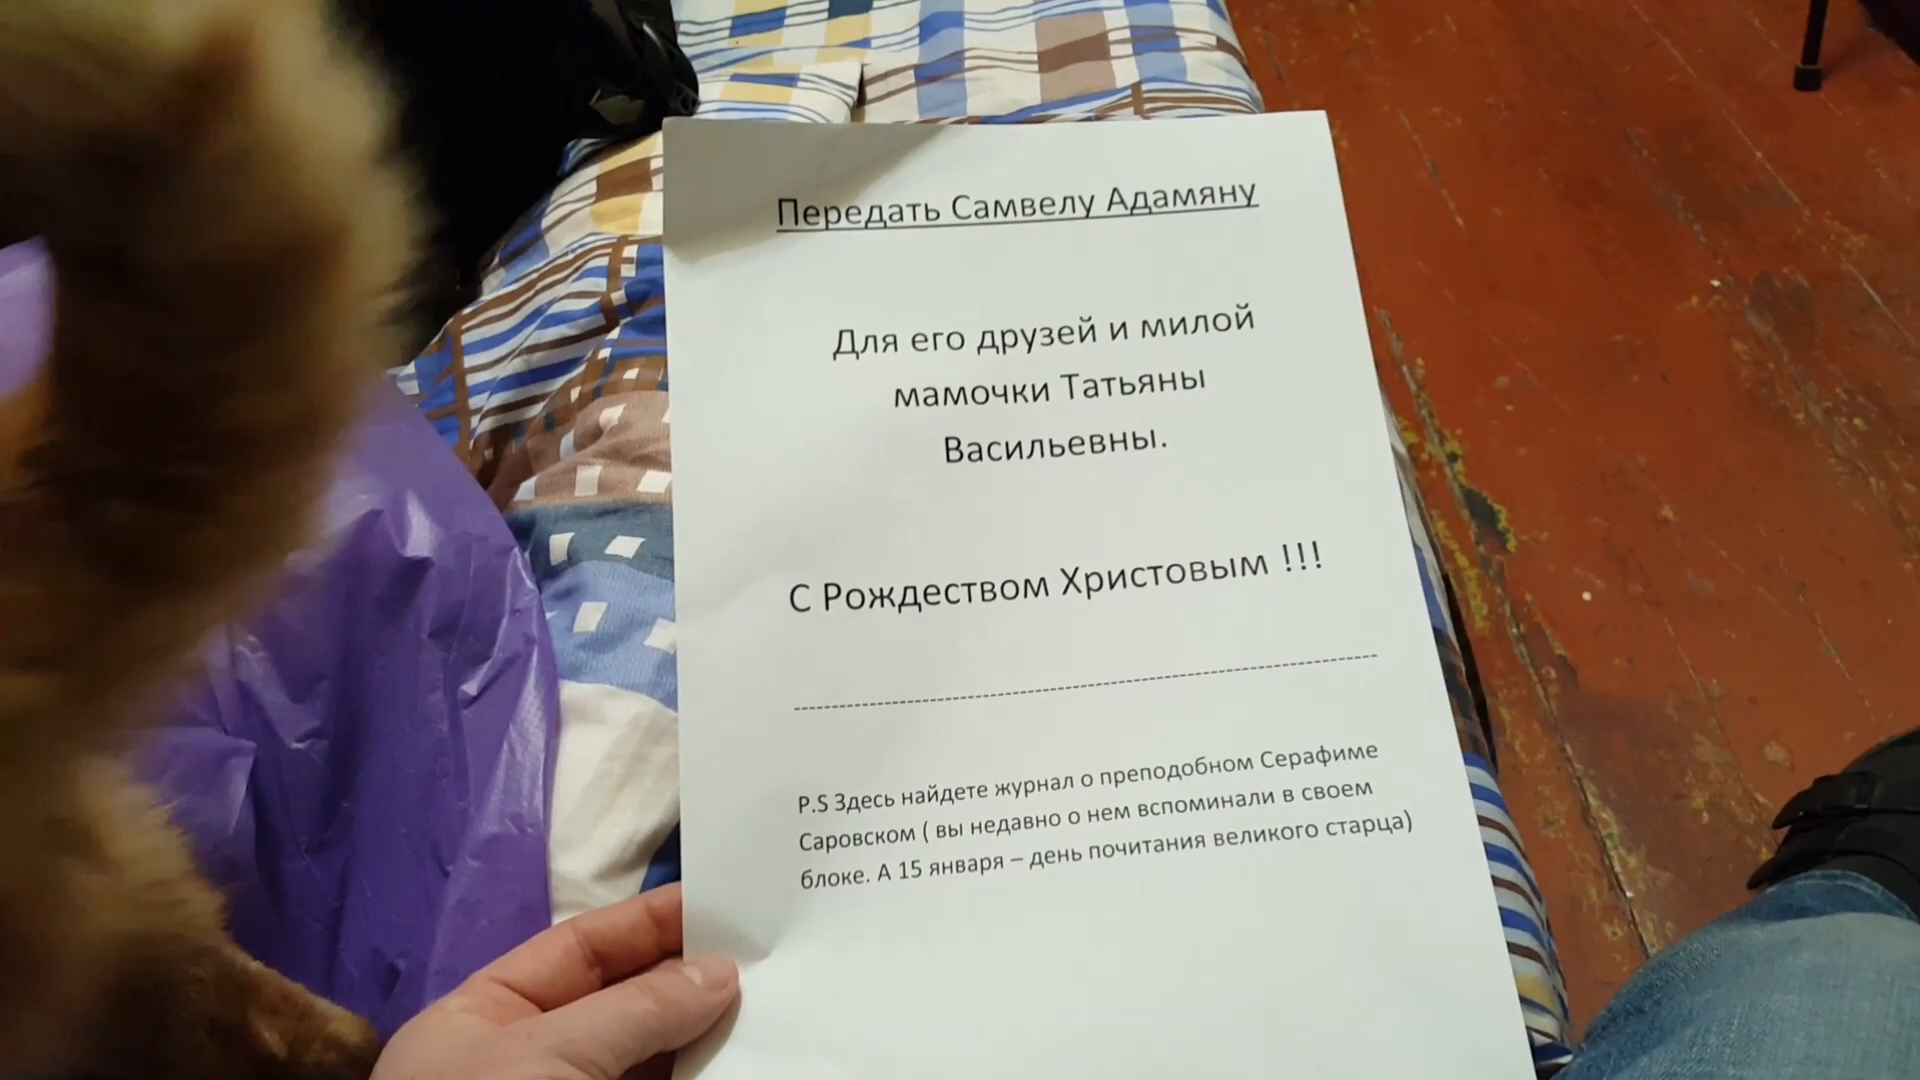 Передать Самвелу Адамяну
Для его друзей и милой
мамочки Татьяны
Васильевны.
С Рождеством Христовым !!!
P.S Здесь найдете журнал о преподобном Серафиме
Саровском ( вы недавно о нем вспоминали в своем
блоке. А 15 января – день почитания великого старца)